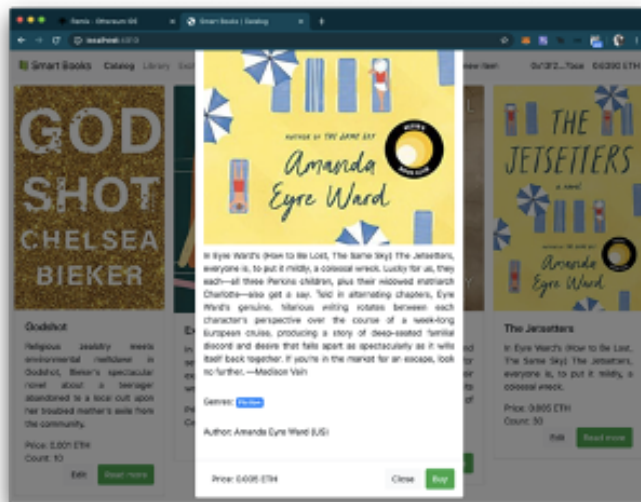 Remix - Ethereum IDE
Smart Books | Catalog
localhost
Smart Books Catalog Library
new item
0.6390 ETH
GOD
SHOT
CHELSEA
BIEKER
Godshot
Religious zealotry meets
environmental meltdown in
Godshot, Bieker's spectacular
novel about a teenager
abandoned to a local cult upon
her troubled mother's exile from
the community.
Price: 0.001 ETH
Count: 10
Edit Read more
AUTHOR OF THE SAME SKY
Amanda
Eyre Ward
In Eyre Ward's (How to Be Lost, The Same Sky) The Jetsetters,
everyone is, to put it mildly, a colossal wreck. Lucky for us, they
each—all three Perkins children, plus their widowed matriarch
Charlotte—also get a say. Told in alternating chapters, Eyre
Ward's genuine, hilarious writing rotates between each
character's perspective over the course of a week-long
European cruise, producing a story of deep-seated familial
discord and desire that falls apart as spectacularly as it wills
itself back together. If you're in the market for an escape, look
no further. —Madison Vain
Genres:
Author: Amanda Eyre Ward (US)
Price: 0.005 ETH
Close Buy
THE
JETSETTERS
a novel
Amanda
Eyre Ward
The Jetsetters
In Eyre Ward's (How to Be Lost,
The Same Sky) The Jetsetters,
everyone is, to put it mildly, a
colossal wreck.
Price: 0.005 ETH
Count: 30
Edit Read more